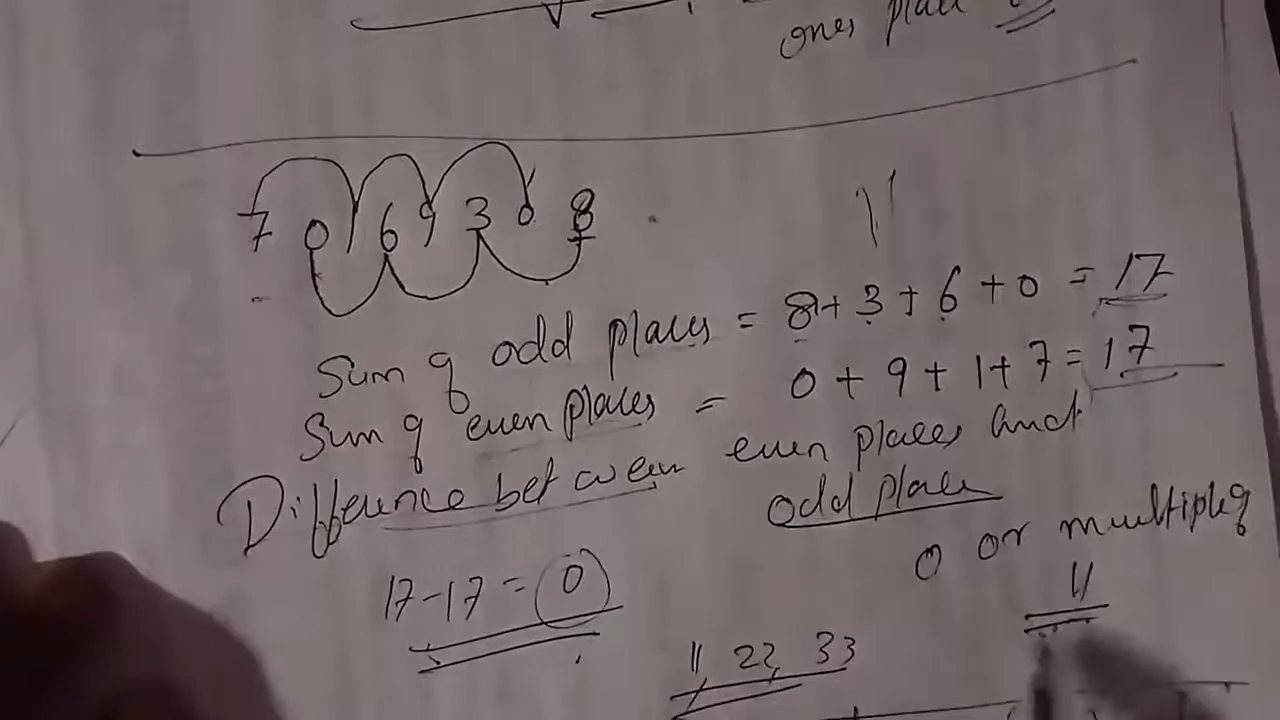 ones place
7 0 1 6 9 3 0 8
11
Sum of odd places = 8+3+6+0 = 17
Sum of even places = 0+9+1+7=17
Difference between even places and
odd place
0 or multiple of
11
17-17=0
11, 22, 33